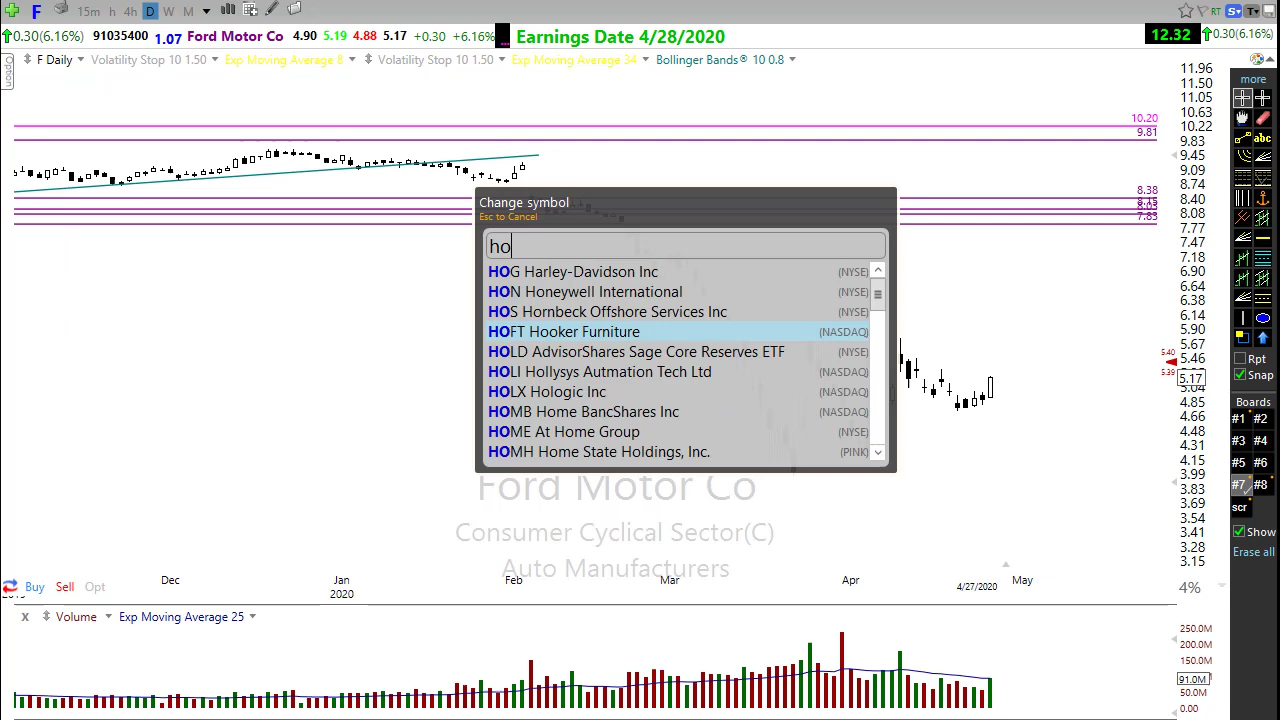 F 15m h 4h D W M RT S T
0.30(6.16%) 91035400 1.07 Ford Motor Co 4.90 5.19 4.88 5.17 +0.30 +6.16% Earnings Date 4/28/2020 12.32 0.30(6.16%)
Option
F Daily Volatility Stop 10 1.50 Exp Moving Average 8 Volatility Stop 10 1.50 Exp Moving Average 34 Bollinger Bands® 10 0.8
more
abc
11.96
11.50
11.05
10.63
10.22
9.83
9.45
9.09
8.74
8.40
8.08
7.77
7.47
7.18
6.90
6.64
6.38
6.14
5.90
5.67
5.46
5.17
5.04
4.85
4.66
4.48
4.31
4.15
3.99
3.83
3.69
3.54
3.41
3.28
3.15
10.20
9.81
8.38
8.15
8.03
7.83
5.40
5.39
Change symbol
Esc to Cancel
ho
HOG Harley-Davidson Inc (NYSE)
HON Honeywell International (NYSE)
HOS Hornbeck Offshore Services Inc (NYSE)
HOFT Hooker Furniture (NASDAQ)
HOLD AdvisorShares Sage Core Reserves ETF (NYSE)
HOLI Hollysys Autmation Tech Ltd (NASDAQ)
HOLX Hologic Inc (NASDAQ)
HOMB Home BancShares Inc (NASDAQ)
HOME At Home Group (NYSE)
HOMH Home State Holdings, Inc. (PINK)
Ford Motor Co
Consumer Cyclical Sector(C)
Auto Manufacturers
Rpt
Snap
Boards
#1 #2
#3 #4
#5 #6
#7 #8
scr
Show
Erase all
Buy Sell Opt
Dec Jan Feb Mar Apr 4/27/2020 May
2020
4%
X Volume Exp Moving Average 25
250.0M
200.0M
150.0M
91.0M
50.0M
0.00